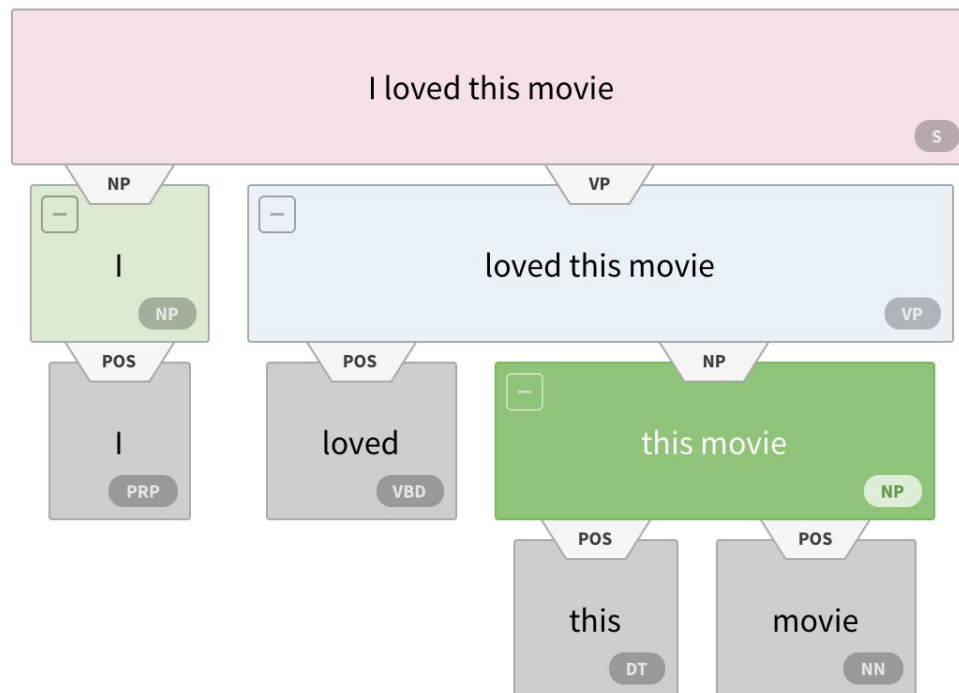 I loved this movie
S
NP VP
I loved this movie
NP VP
POS POS NP
I loved this movie
PRP VBD NP
POS POS
this movie
DT NN